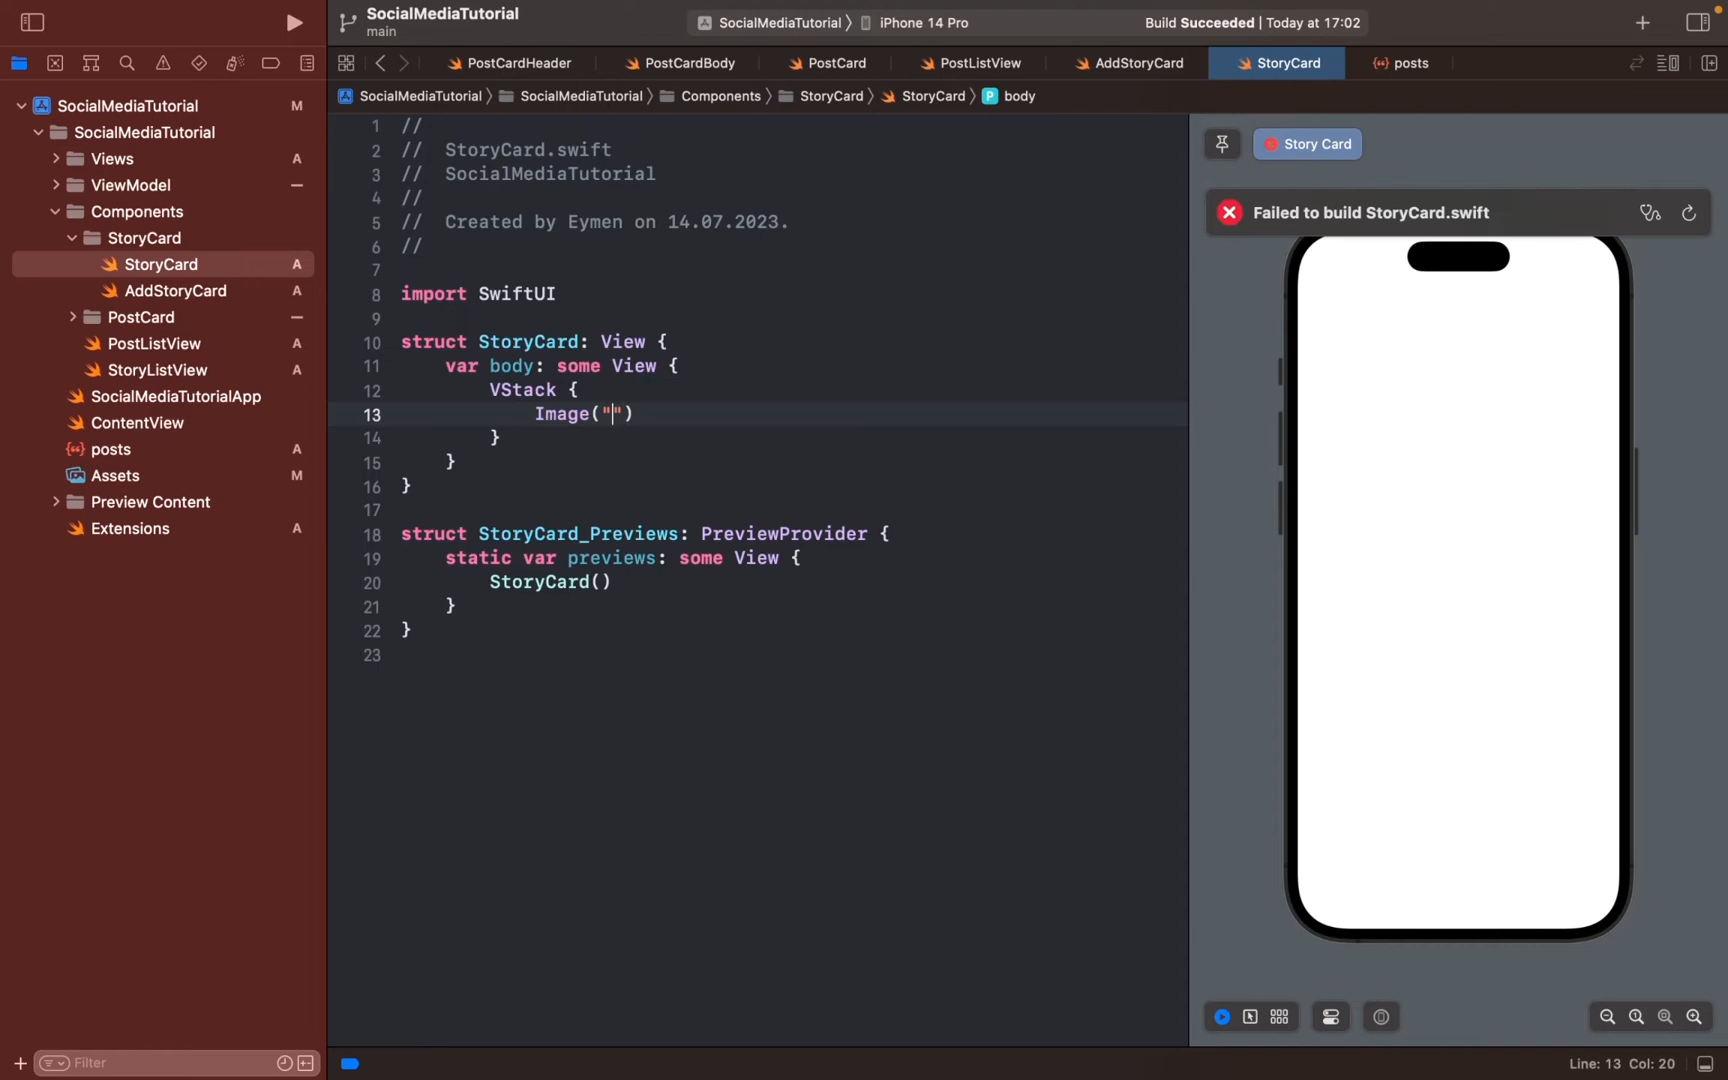 SocialMediaTutorial
main
SocialMediaTutorial 〉 iPhone 14 Pro
Build Succeeded | Today at 17:02
PostCardHeader
PostCardBody
PostCard
PostListView
AddStoryCard
StoryCard
posts
SocialMediaTutorial 〉 SocialMediaTutorial 〉 Components 〉 StoryCard 〉 StoryCard 〉 P body
SocialMediaTutorial M
SocialMediaTutorial
Views A
ViewModel
Components
StoryCard
StoryCard A
AddStoryCard A
PostCard
PostListView A
StoryListView A
SocialMediaTutorialApp
ContentView
posts A
Assets M
Preview Content
Extensions A
Filter
1 //
2 //  StoryCard.swift
3 //  SocialMediaTutorial
4 //
5 //  Created by Eymen on 14.07.2023.
6 //
7
8 import SwiftUI
9
10 struct StoryCard: View {
11     var body: some View {
12         VStack {
13             Image("")
14         }
15     }
16 }
17
18 struct StoryCard_Previews: PreviewProvider {
19     static var previews: some View {
20         StoryCard()
21     }
22 }
23
Story Card
Failed to build StoryCard.swift
Line: 13 Col: 20